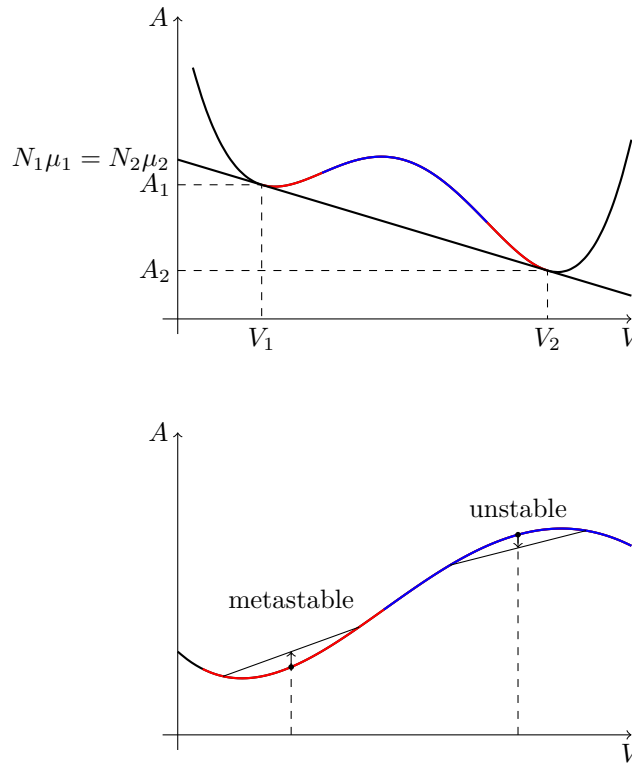 A
N₁μ₁ = N₂μ₂
A₁
A₂
V₁
V₂
V
A
unstable
metastable
V